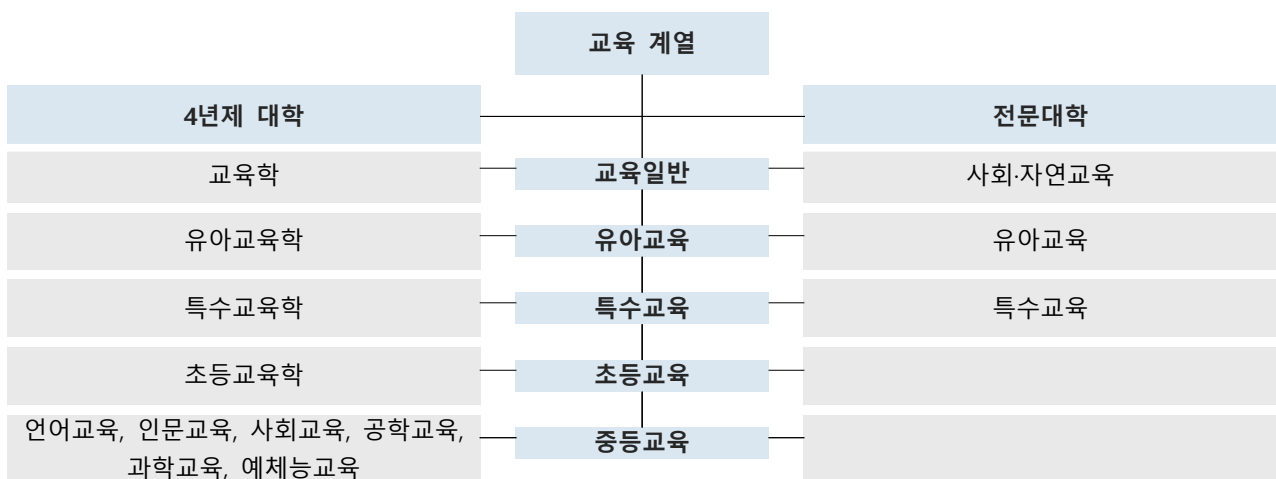 교육 계열
4년제 대학
전문대학
교육학
교육일반
사회·자연교육
유아교육학
유아교육
유아교육
특수교육학
특수교육
특수교육
초등교육학
초등교육
언어교육, 인문교육, 사회교육, 공학교육,
과학교육, 예체능교육
중등교육